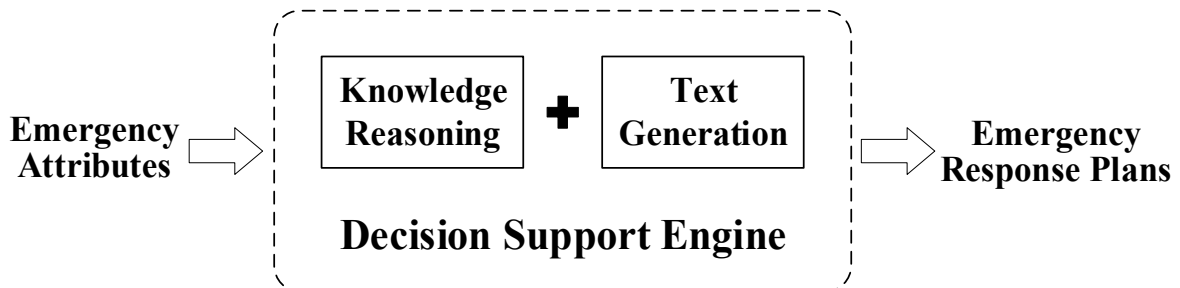 Emergency
Attributes
Knowledge
Reasoning
Text
Generation
Decision Support Engine
Emergency
Response Plans